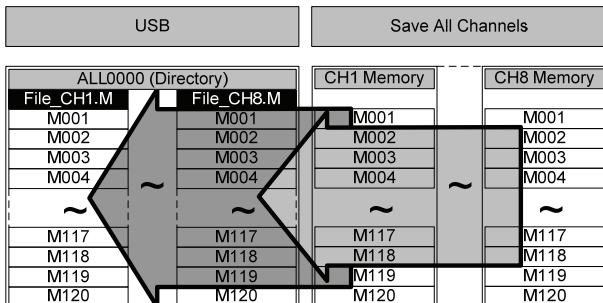 USB Save All Channels
ALL0000 (Directory) CH1 Memory CH8 Memory
File_CH1.M File_CH8.M
M001 M001 M001 M001
M002 M002 M002 M002
M003 M003 M003 M003
M004 M004 M004 M004
~ ~ ~ ~ ~ ~
M117 M117 M117 M117
M118 M118 M118 M118
M119 M119 M119 M119
M120 M120 M120 M120